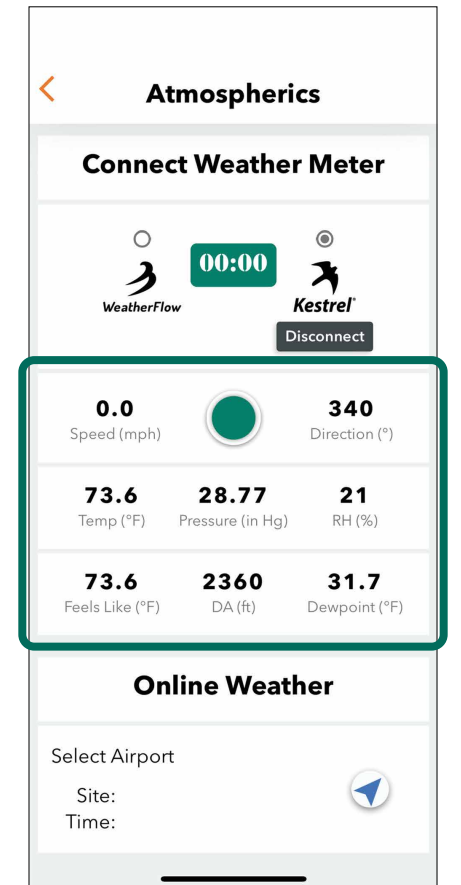 Atmospherics
Connect Weather Meter
00:00
WeatherFlow
Kestrel®
Disconnect
0.0 340
Speed (mph) Direction (°)
73.6 28.77 21
Temp (°F) Pressure (in Hg) RH (%)
73.6 2360 31.7
Feels Like (°F) DA (ft) Dewpoint (°F)
Online Weather
Select Airport
Site:
Time: